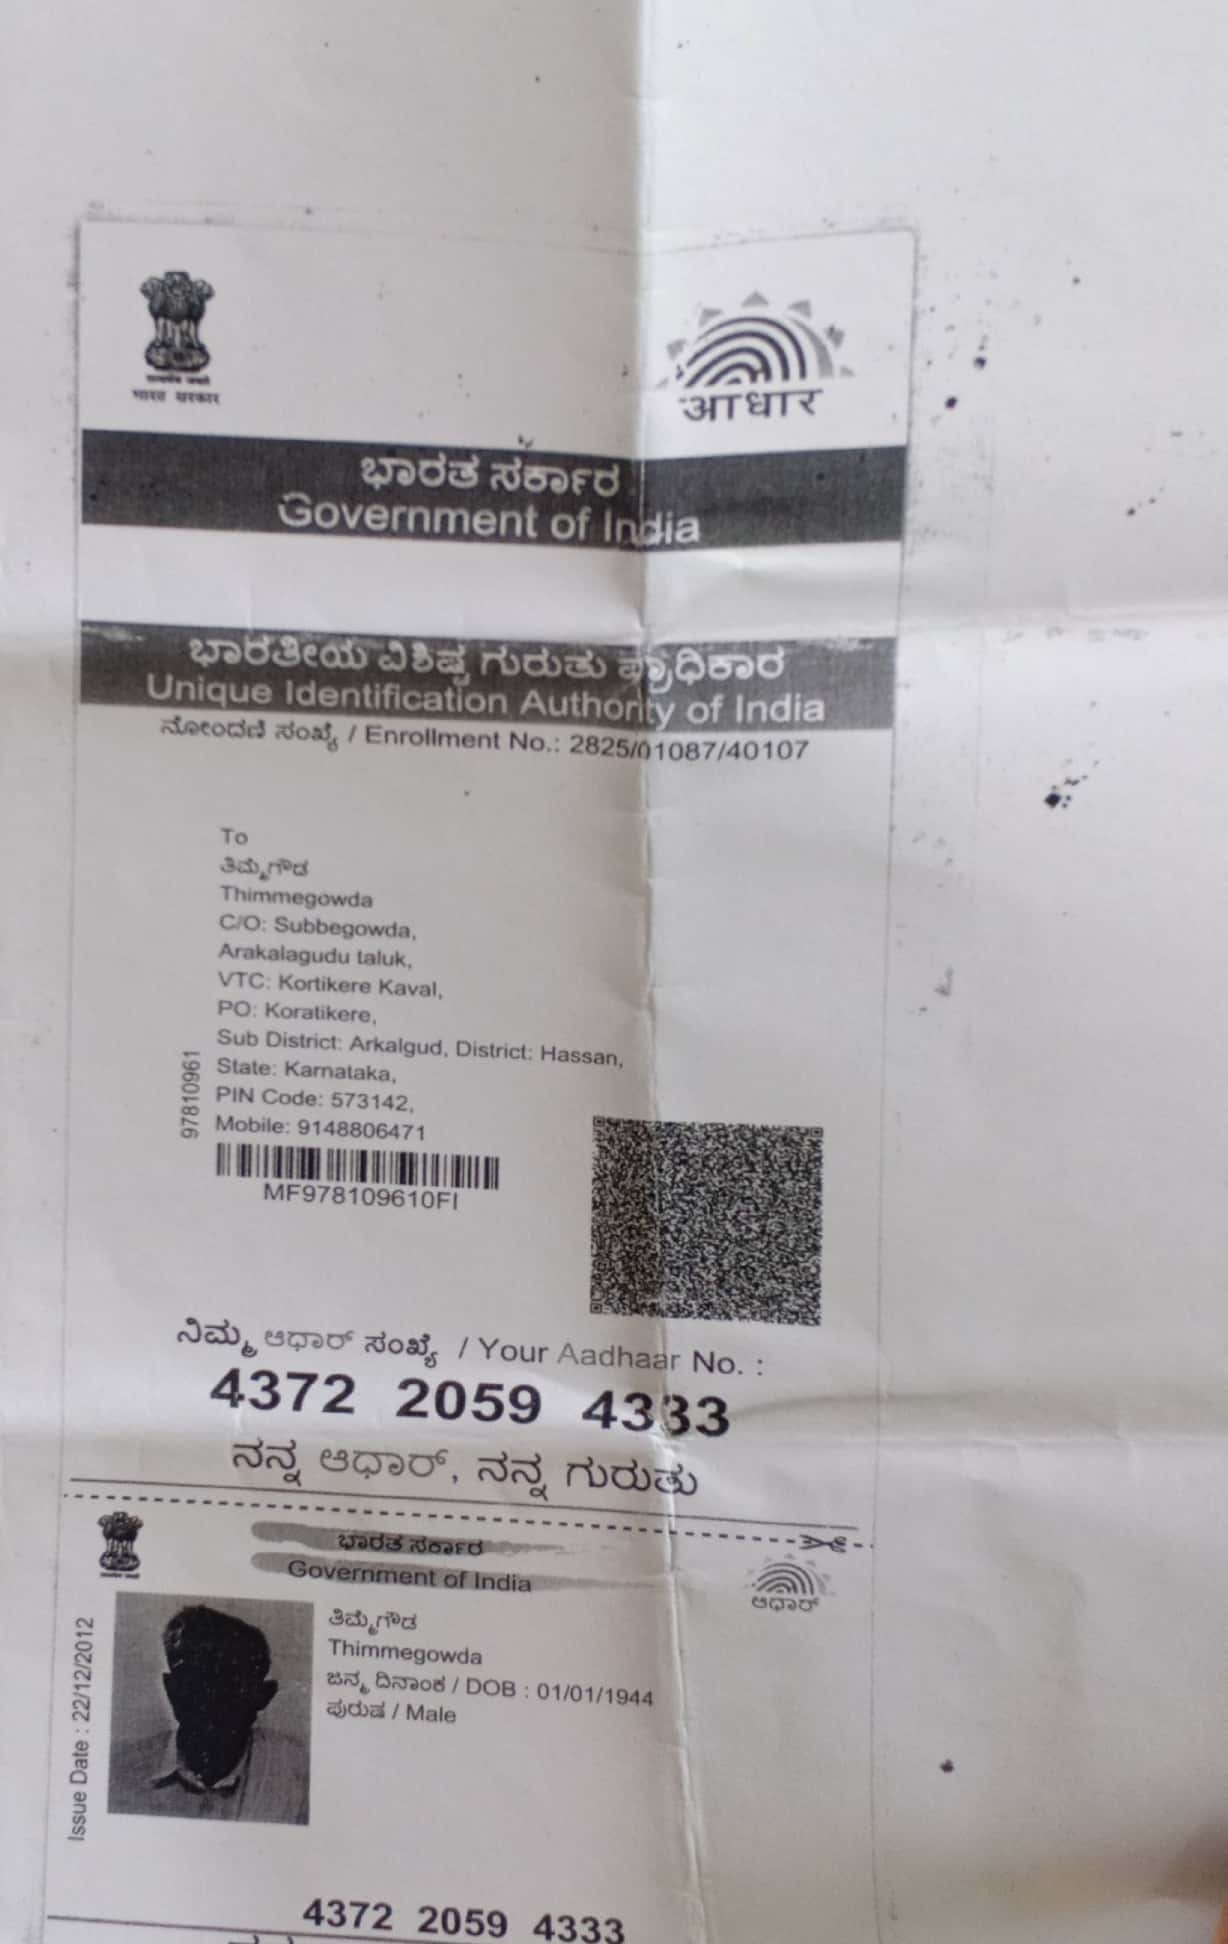 भारत सरकार
आधार
ಭಾರತ ಸರ್ಕಾರ
Government of India
ಭಾರತೀಯ ವಿಶಿಷ್ಟ ಗುರುತು ಪ್ರಾಧಿಕಾರ
Unique Identification Authority of India
ನೋಂದಣಿ ಸಂಖ್ಯೆ / Enrollment No.: 2825/01087/40107
To
ತಿಮ್ಮೆಗೌಡ
Thimmegowda
C/O: Subbegowda,
Arakalagudu taluk,
VTC: Kortikere Kaval,
PO: Koratikere,
Sub District: Arkalgud, District: Hassan,
State: Karnataka,
PIN Code: 573142,
Mobile: 9148806471
97810961
MF978109610FI
ನಿಮ್ಮ ಆಧಾರ್ ಸಂಖ್ಯೆ / Your Aadhaar No. :
4372 2059 4333
ನನ್ನ ಆಧಾರ್, ನನ್ನ ಗುರುತು
ಭಾರತ ಸರ್ಕಾರ
Government of India
ಆಧಾರ್
ತಿಮ್ಮೆಗೌಡ
Thimmegowda
ಜನ್ಮ ದಿನಾಂಕ / DOB : 01/01/1944
ಪುರುಷ / Male
Issue Date : 22/12/2012
4372 2059 4333